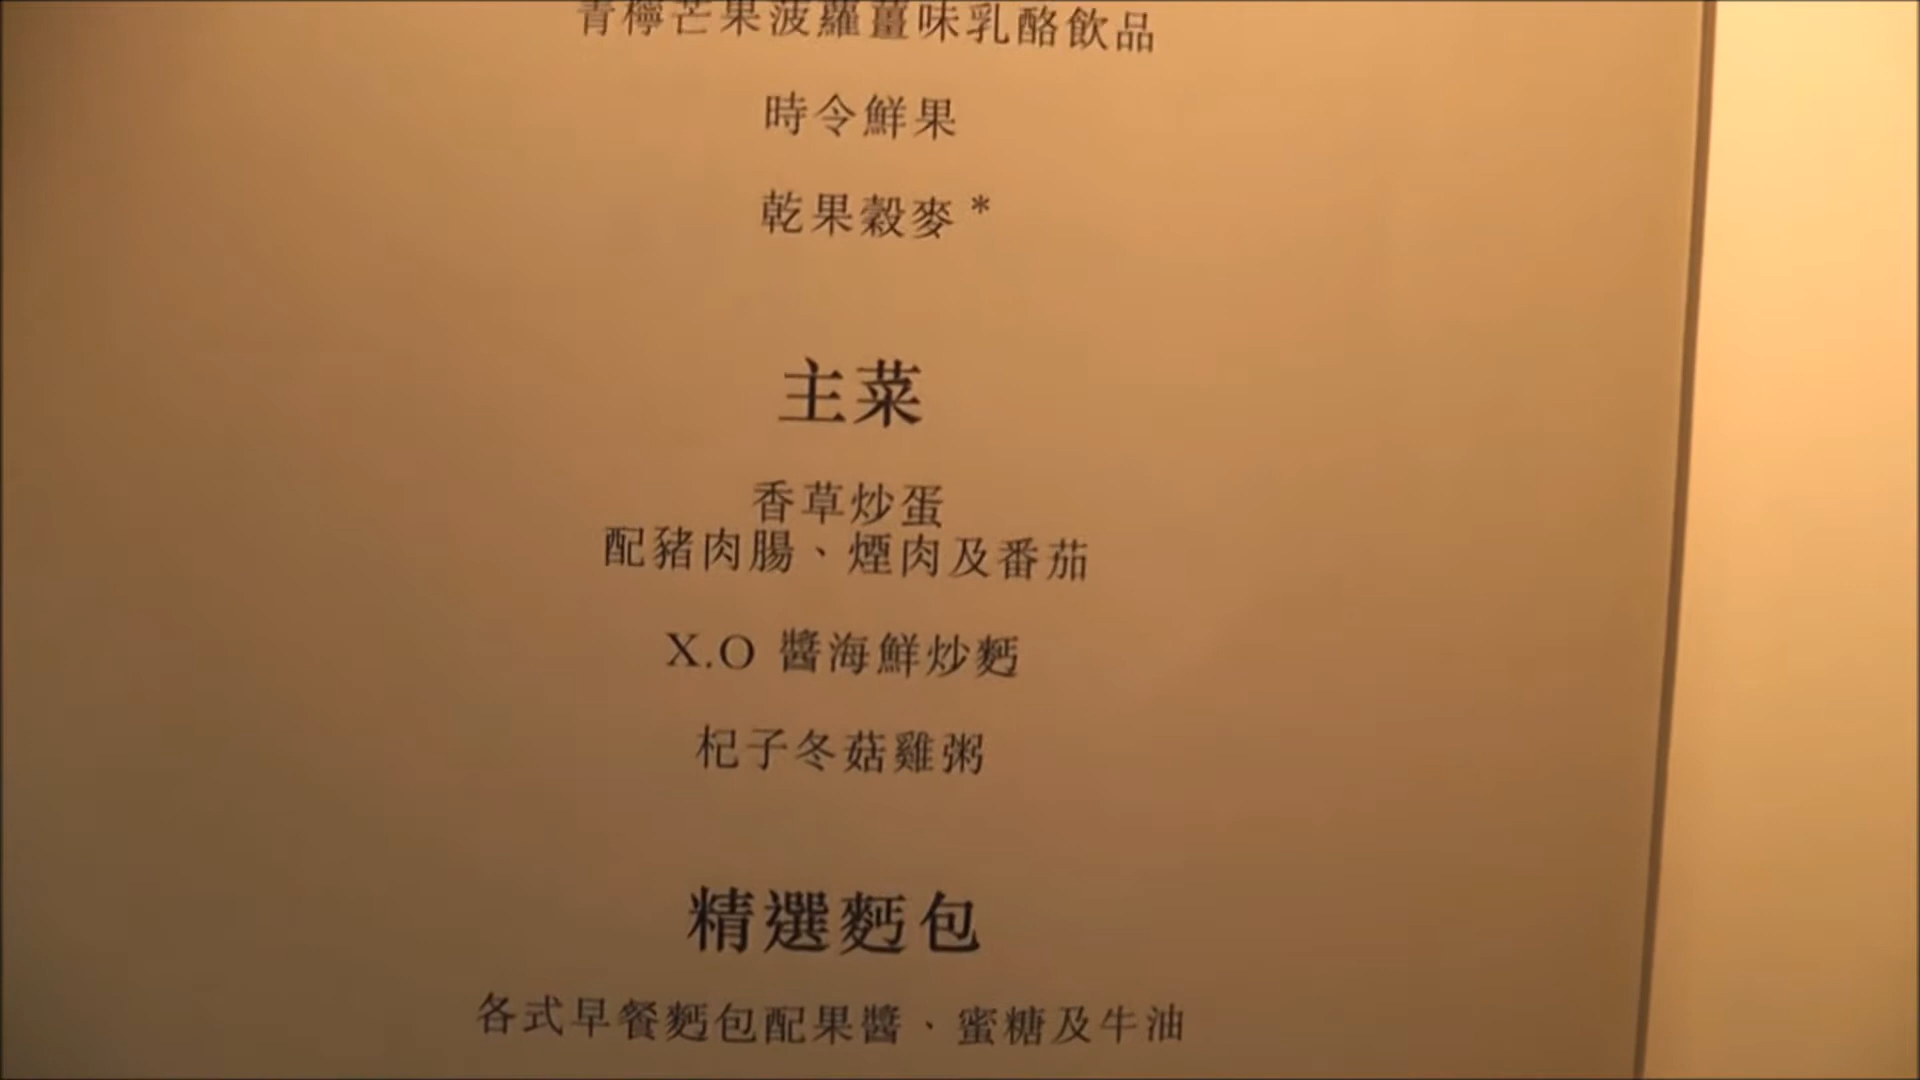 青檸芒果菠蘿薑味乳酪飲品
時令鮮果
乾果穀麥 *
主菜
香草炒蛋
配豬肉腸、煙肉及番茄
X.O 醬海鮮炒麪
杞子冬菇雞粥
精選麪包
各式早餐麪包配果醬、蜜糖及牛油